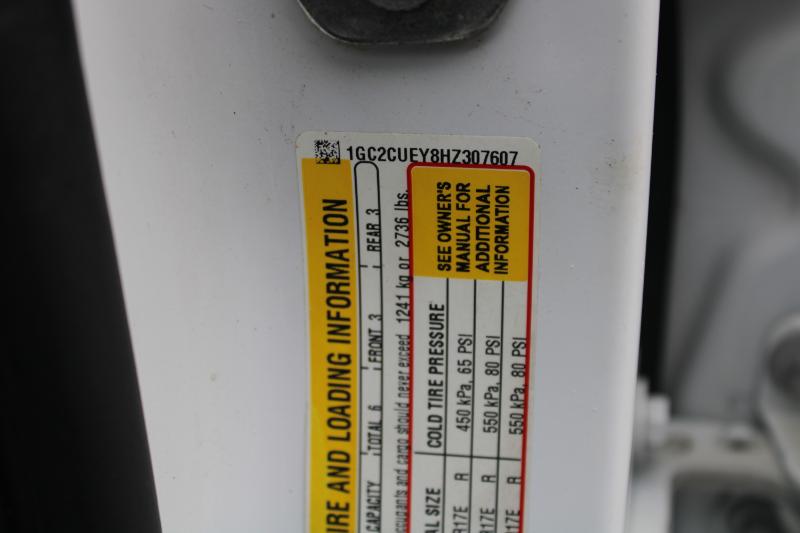 1GC2CUEY8HZ307607
IRE AND LOADING INFORMATION
CAPACITY TOTAL 6 FRONT 3 REAR 3
occupants and cargo should never exceed 1241 kg or 2736 lbs.
AL SIZE COLD TIRE PRESSURE SEE OWNER'S
MANUAL FOR
ADDITIONAL
INFORMATION
R17E R 450 kPa, 65 PSI
R17E R 550 kPa, 80 PSI
R17E R 550 kPa, 80 PSI